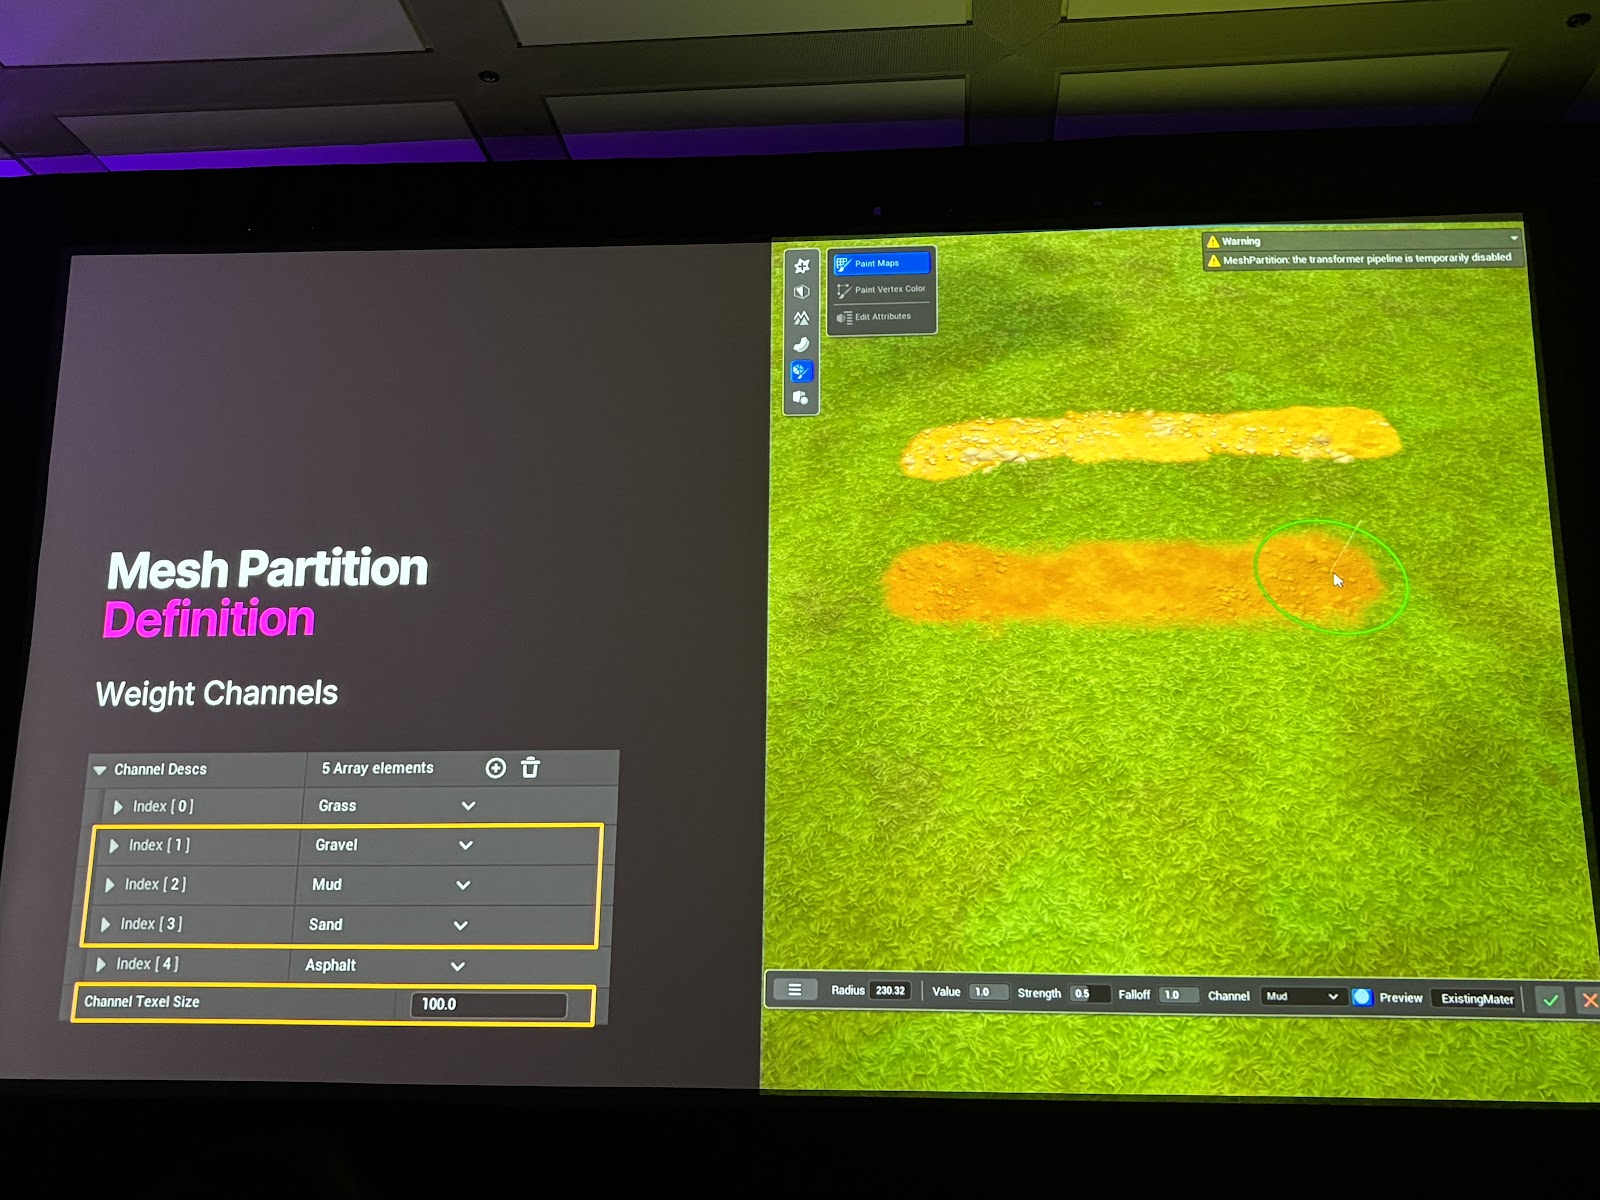 Mesh Partition
Definition
Weight Channels
Channel Descs 5 Array elements
Index [ 0 ] Grass
Index [ 1 ] Gravel
Index [ 2 ] Mud
Index [ 3 ] Sand
Index [ 4 ] Asphalt
Channel Texel Size 100.0
Paint Maps
Paint Vertex Color
Edit Attributes
Warning
MeshPartition: the transformer pipeline is temporarily disabled
Radius 230.32 Value 1.0 Strength 0.5 Falloff 1.0 Channel Mud Preview ExistingMater